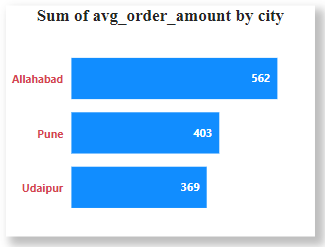 Sum of avg_order_amount by city
Allahabad 562
Pune 403
Udaipur 369